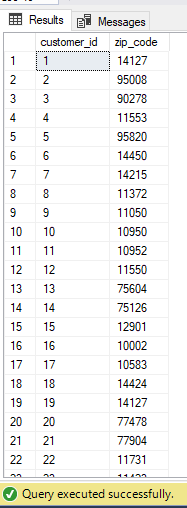 Results Messages
customer_id zip_code
1 1 14127
2 2 95008
3 3 90278
4 4 11553
5 5 95820
6 6 14450
7 7 14215
8 8 11372
9 9 11050
10 10 10950
11 11 10952
12 12 11550
13 13 75604
14 14 75126
15 15 12901
16 16 10002
17 17 10583
18 18 14424
19 19 14127
20 20 77478
21 21 77904
22 22 11731
Query executed successfully.